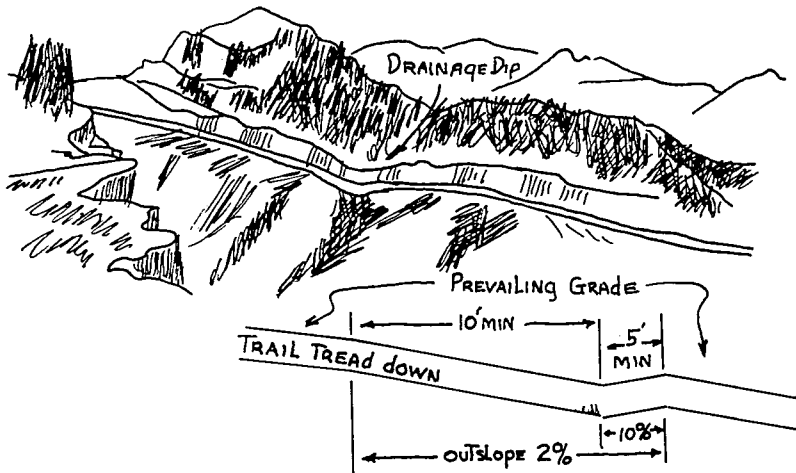 DRAINAGE DIP
PREVAILING GRADE
10' MIN
5'
MIN
TRAIL TREAD DOWN
10%
OUTSLOPE 2%